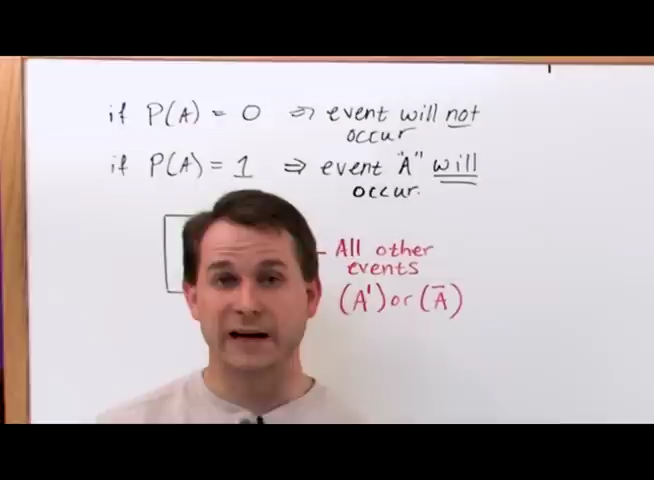 if P(A) = 0 ⇒ event will not
occur
if P(A) = 1 ⇒ event "A" will
occur.
All other
events
(A') or (Ā)